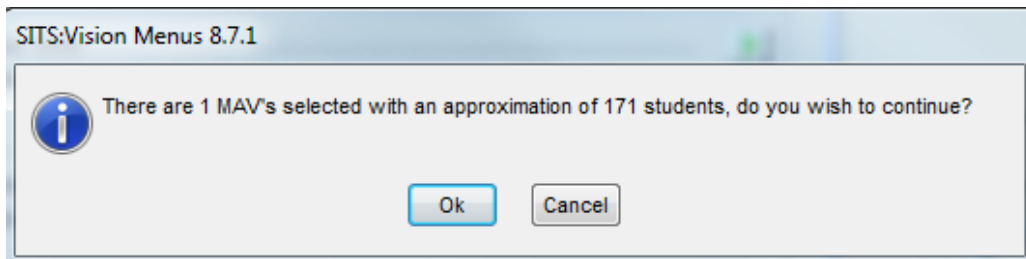 SITS:Vision Menus 8.7.1
There are 1 MAV's selected with an approximation of 171 students, do you wish to continue?
Ok
Cancel